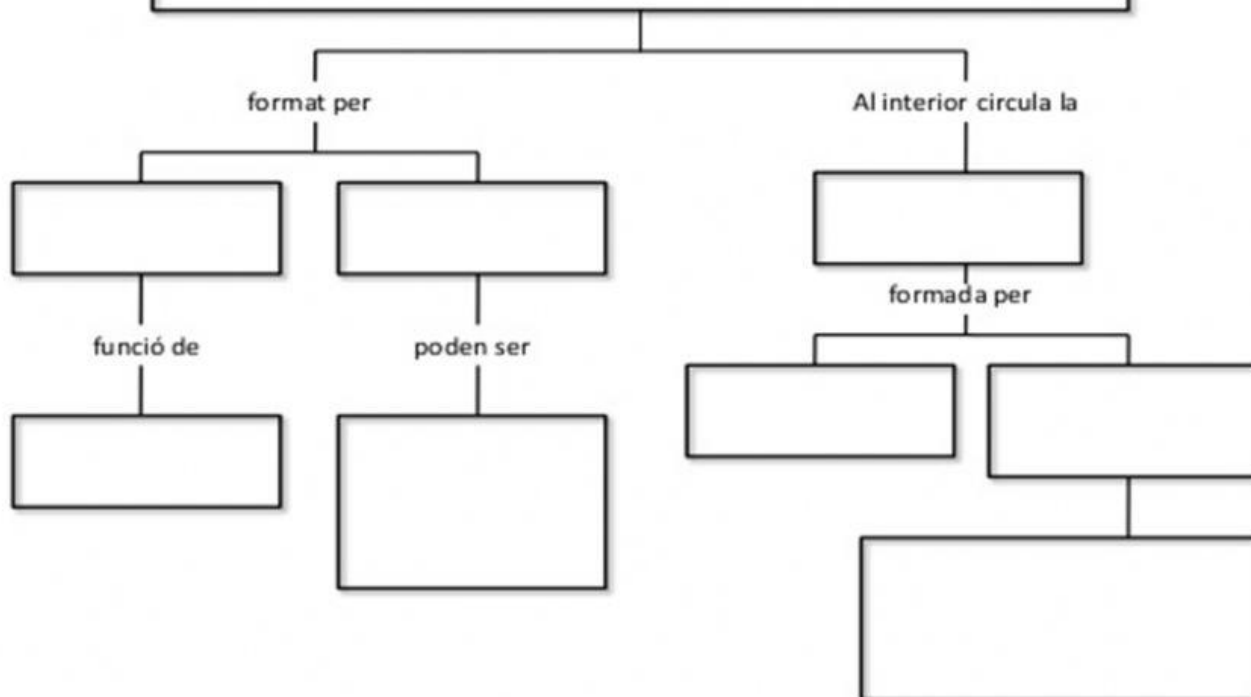 format per
Al interior circula la
formada per
funció de
poden ser